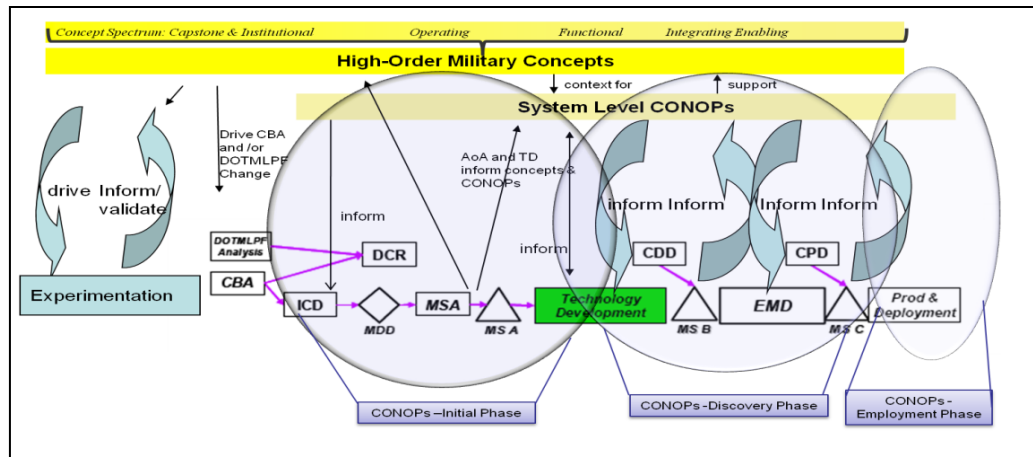 Concept Spectrum: Capstone & Institutional Operating Functional Integrating Enabling
High-Order Military Concepts
context for
support
System Level CONOPs
Drive CBA
and /or
DOTMLPF
Change
AoA and TD
inform concepts &
CONOPs
drive
Inform/
validate
inform
inform
inform Inform
Inform Inform
DOTMLPF
Analysis
DCR
CDD
CPD
CBA
Experimentation
ICD
MDD
MSA
MS A
Technology
Development
MS B
EMD
MS C
Prod &
Deployment
CONOPs –Initial Phase
CONOPs -Discovery Phase
CONOPs -
Employment Phase